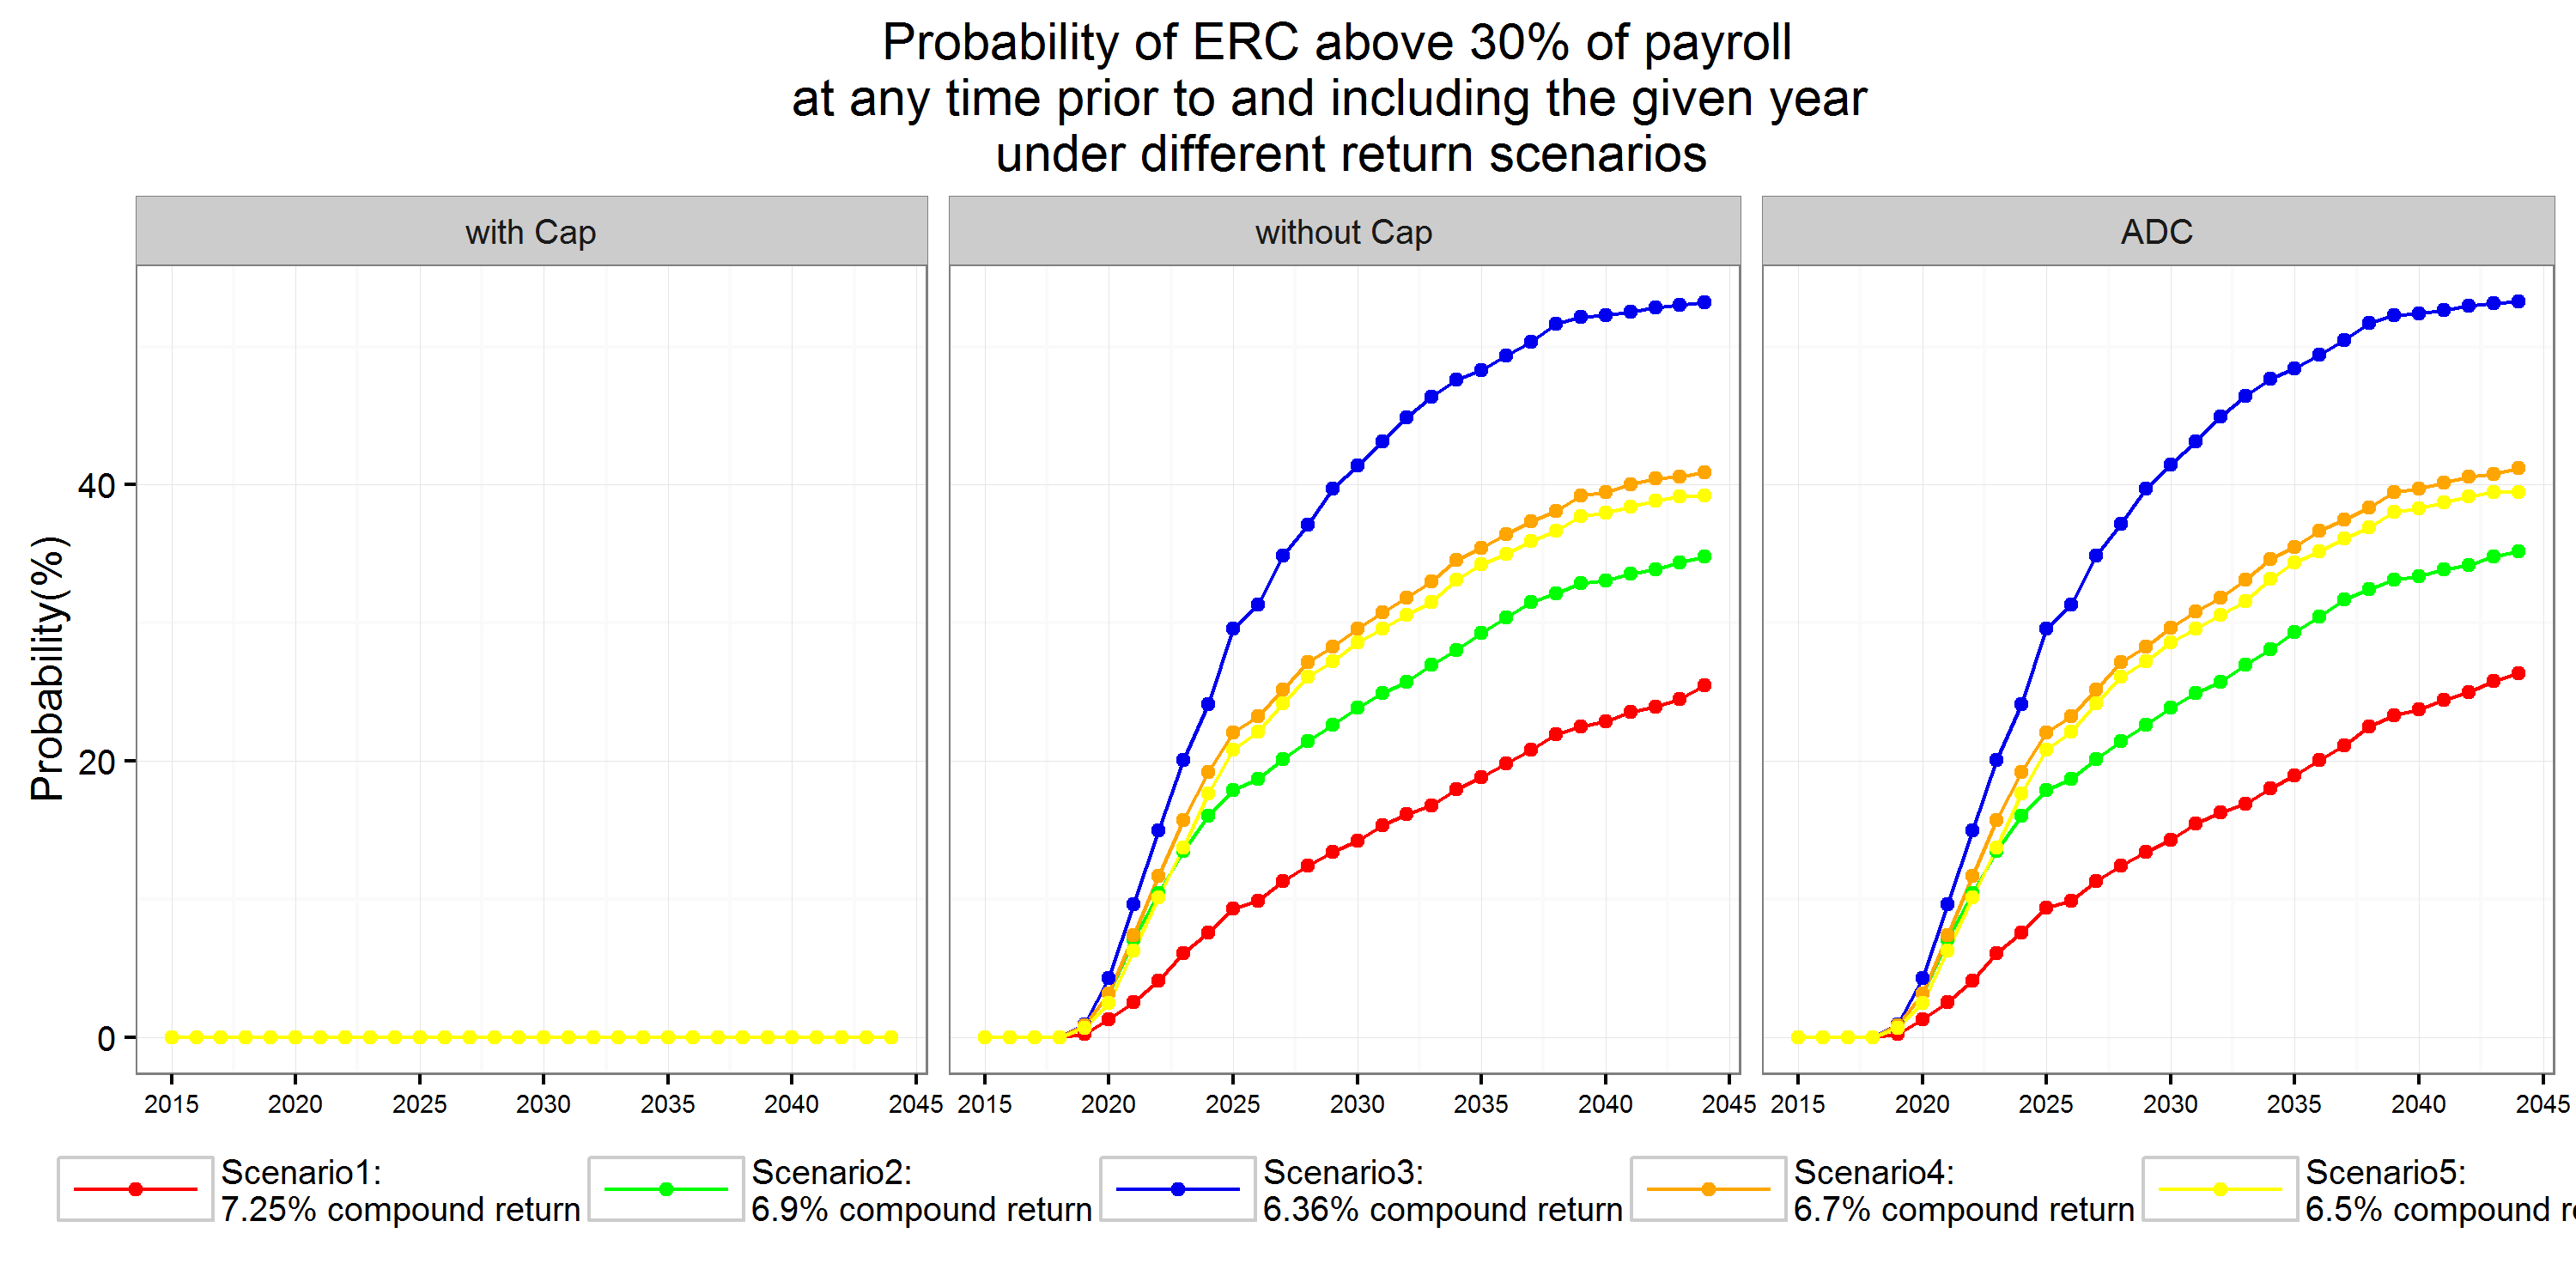 Probability of ERC above 30% of payroll
at any time prior to and including the given year
under different return scenarios
with Cap
without Cap
ADC
Probability(%)
40
20
0
2015 2020 2025 2030 2035 2040 2045
2015 2020 2025 2030 2035 2040 2045
2015 2020 2025 2030 2035 2040 2045
Scenario1:
7.25% compound return
Scenario2:
6.9% compound return
Scenario3:
6.36% compound return
Scenario4:
6.7% compound return
Scenario5:
6.5% compound